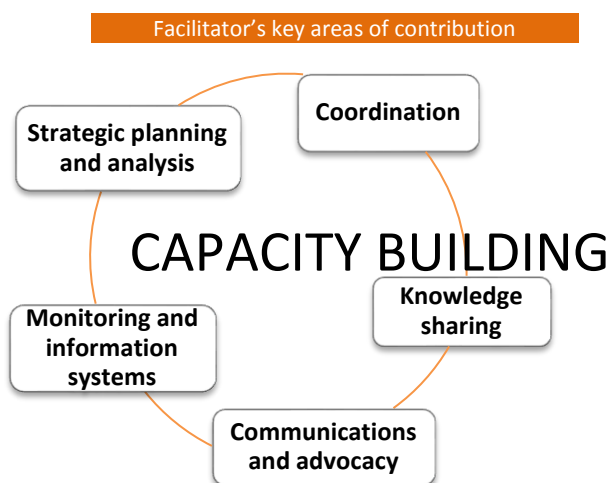 Facilitator’s key areas of contribution
Coordination
Strategic planning
and analysis
CAPACITY BUILDING
Knowledge
sharing
Monitoring and
information
systems
Communications
and advocacy